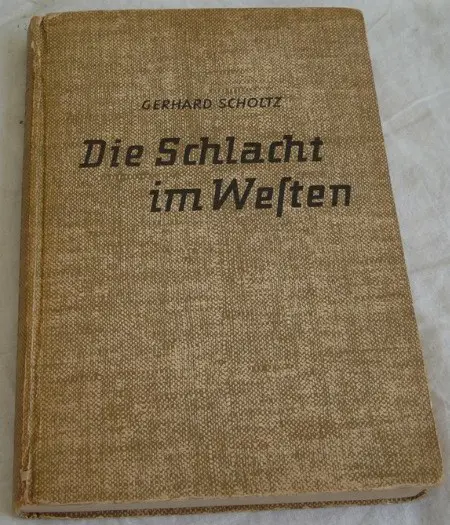 GERHARD SCHOLTZ
Die Schlacht
im Weſten